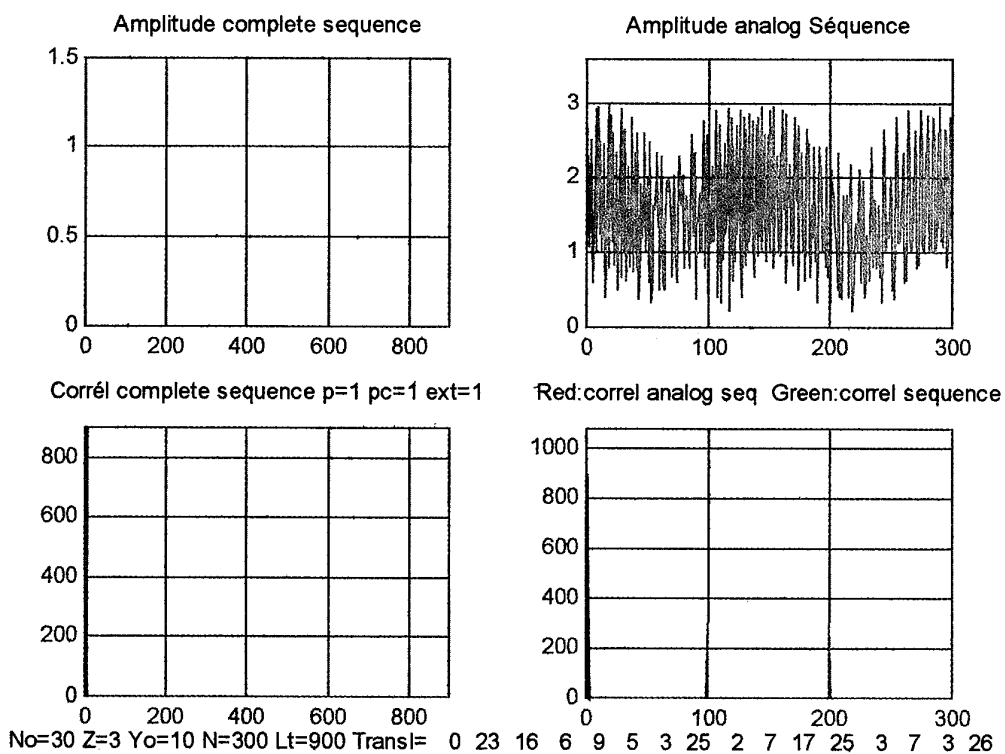 Amplitude complete sequence
1.5
1
0.5
0
0 200 400 600 800
Amplitude analog Séquence
3
2
1
0
0 100 200 300
Corrél complete sequence p=1 pc=1 ext=1
800
600
400
200
0
0 200 400 600 800
Red:correl analog seq Green:correl sequence
1000
800
600
400
200
0
0 100 200 300
No=30 Z=3 Yo=10 N=300 Lt=900 Transl= 0 23 16 6 9 5 3 25 2 7 17 25 3 7 3 26